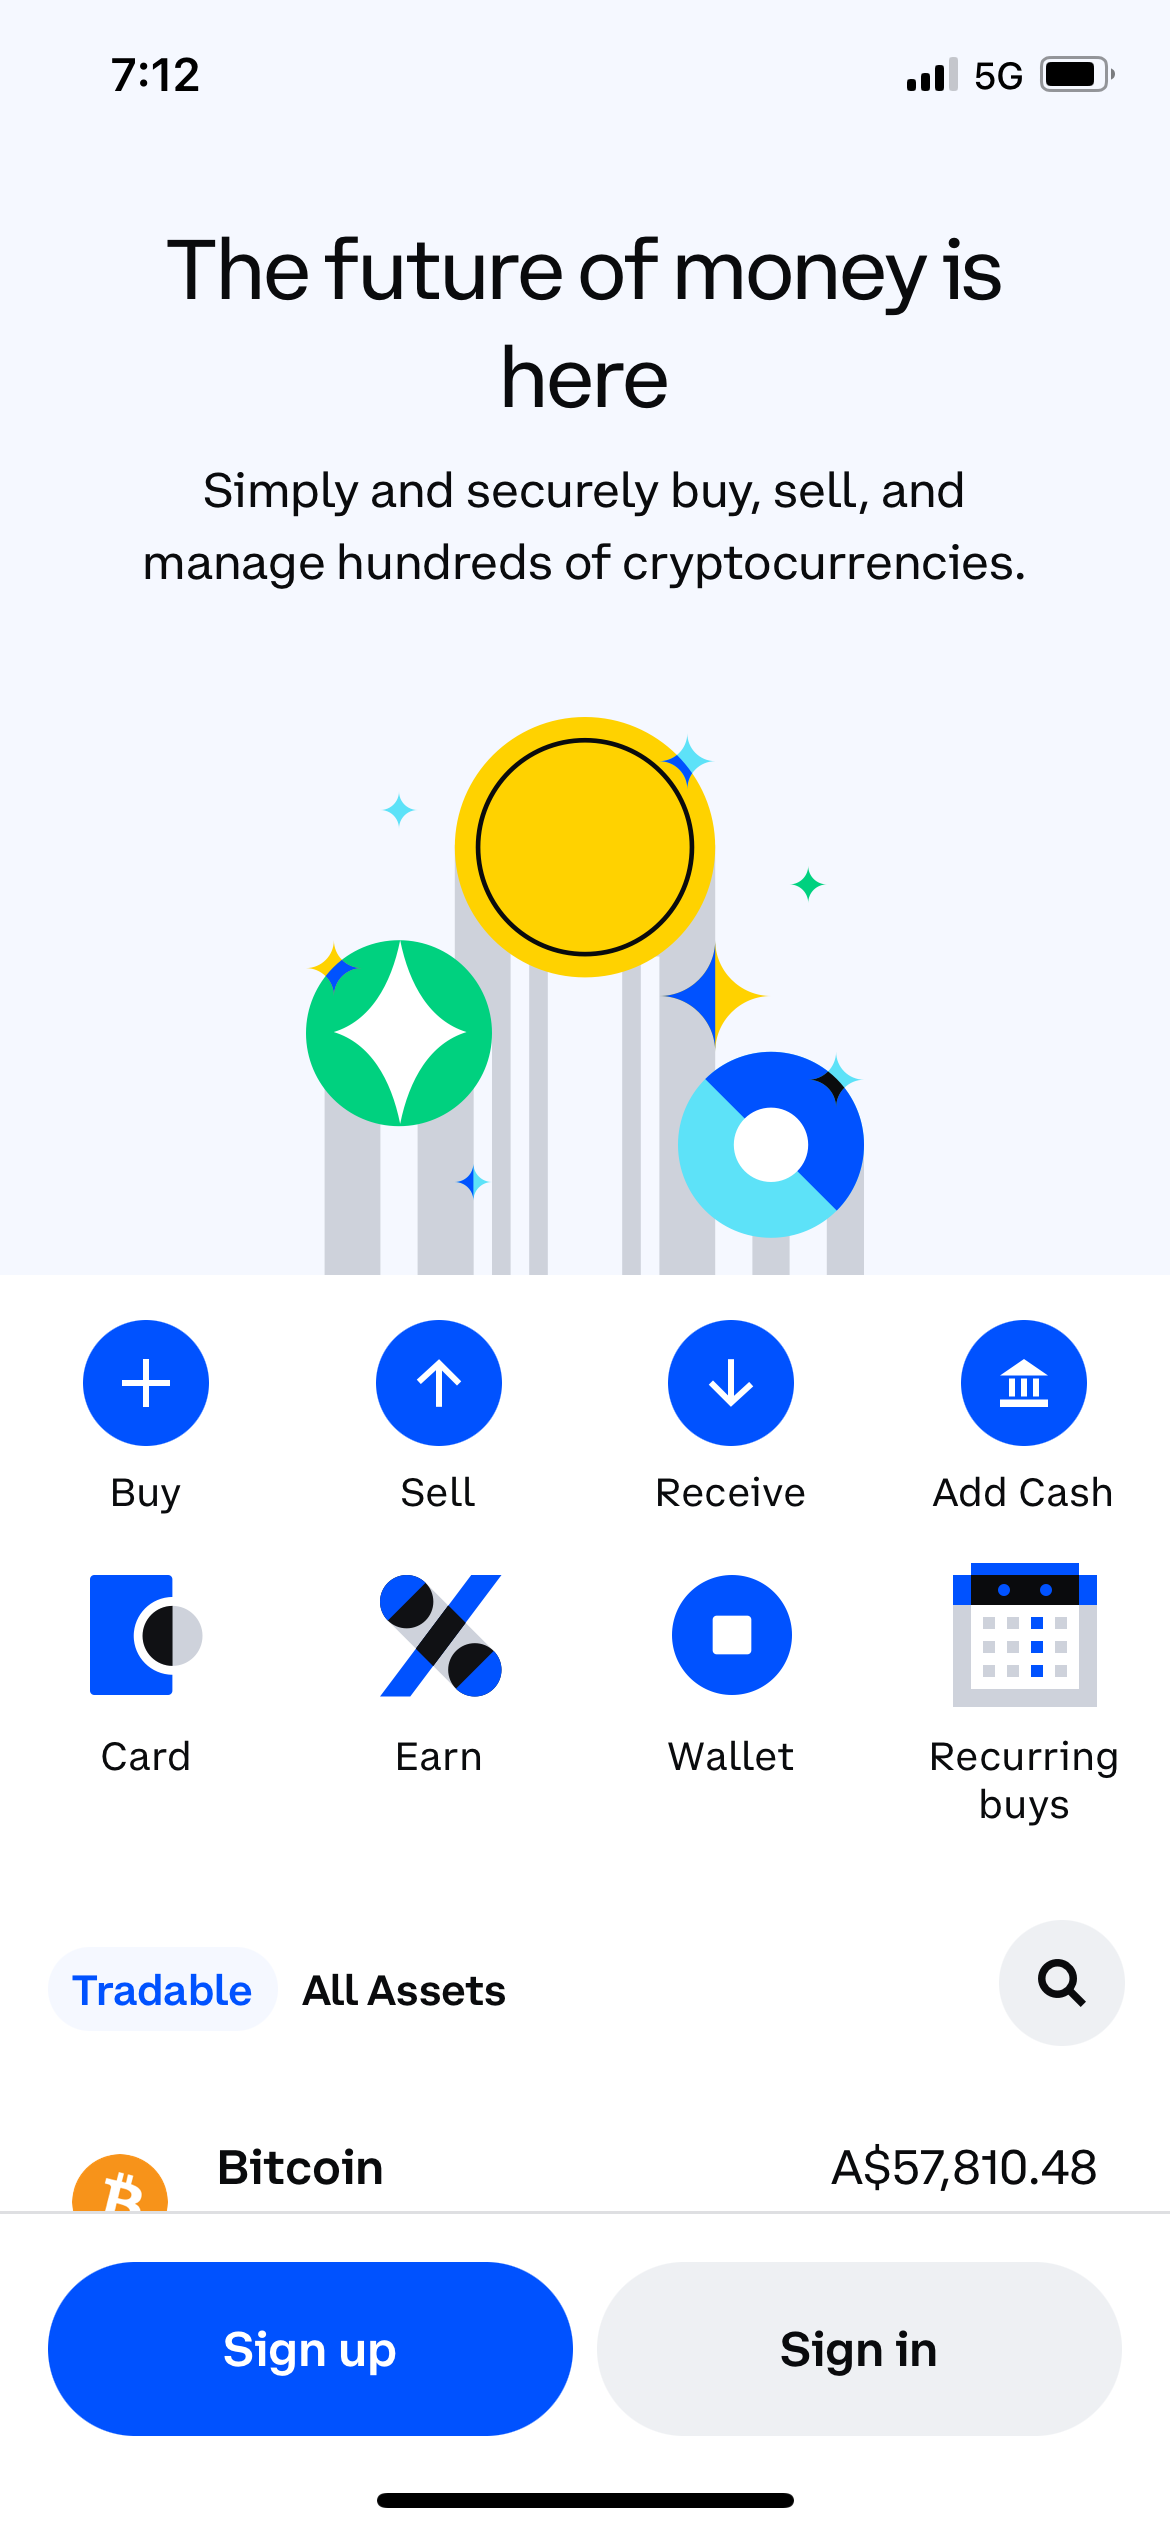 7:12 5G
The future of money is
here
Simply and securely buy, sell, and
manage hundreds of cryptocurrencies.
Buy Sell Receive Add Cash
Card Earn Wallet Recurring
buys
Tradable All Assets
Bitcoin A$57,810.48
Sign up Sign in